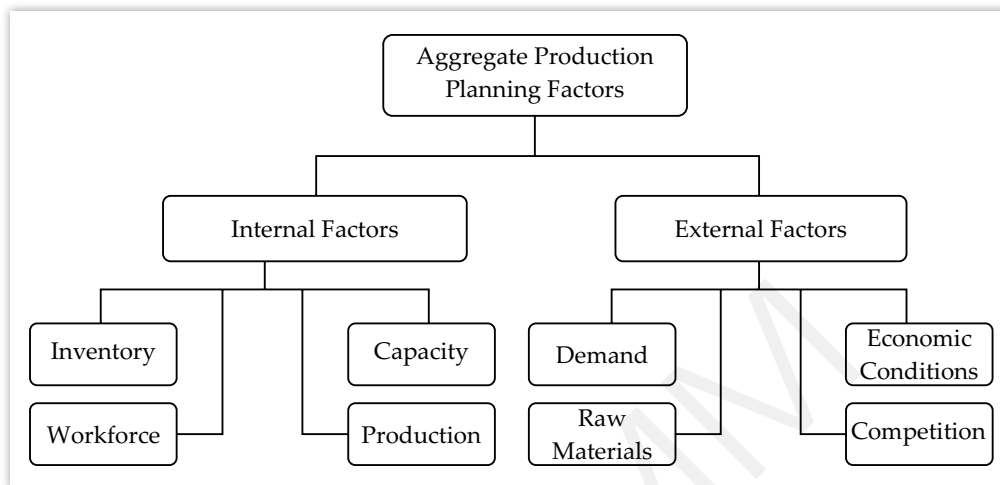 Aggregate Production
Planning Factors
Internal Factors
External Factors
Inventory
Capacity
Demand
Economic
Conditions
Workforce
Production
Raw
Materials
Competition